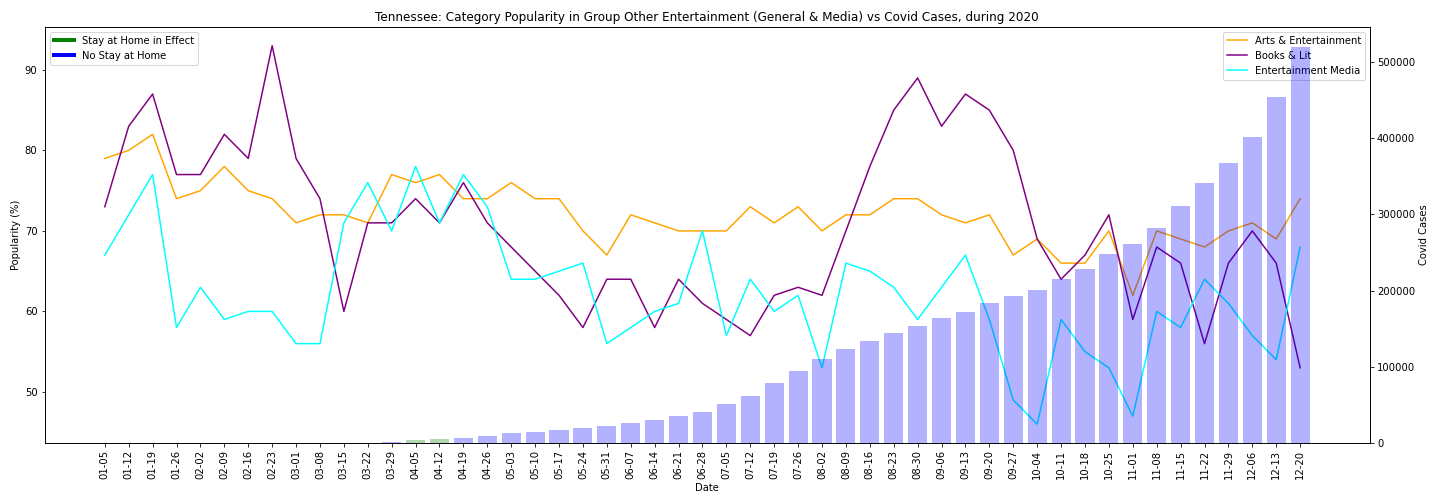 Tennessee: Category Popularity in Group Other Entertainment (General & Media) vs Covid Cases, during 2020
Stay at Home in Effect
No Stay at Home
Arts & Entertainment
Books & Lit
Entertainment Media
Popularity (%)
90
80
70
60
50
Covid Cases
500000
400000
300000
200000
100000
0
01-05 01-12 01-19 01-26 02-02 02-09 02-16 02-23 03-01 03-08 03-15 03-22 03-29 04-05 04-12 04-19 04-26 05-03 05-10 05-17 05-24 05-31 06-07 06-14 06-21 06-28 07-05 07-12 07-19 07-26 08-02 08-09 08-16 08-23 08-30 09-06 09-13 09-20 09-27 10-04 10-11 10-18 10-25 11-01 11-08 11-15 11-22 11-29 12-06 12-13 12-20
Date